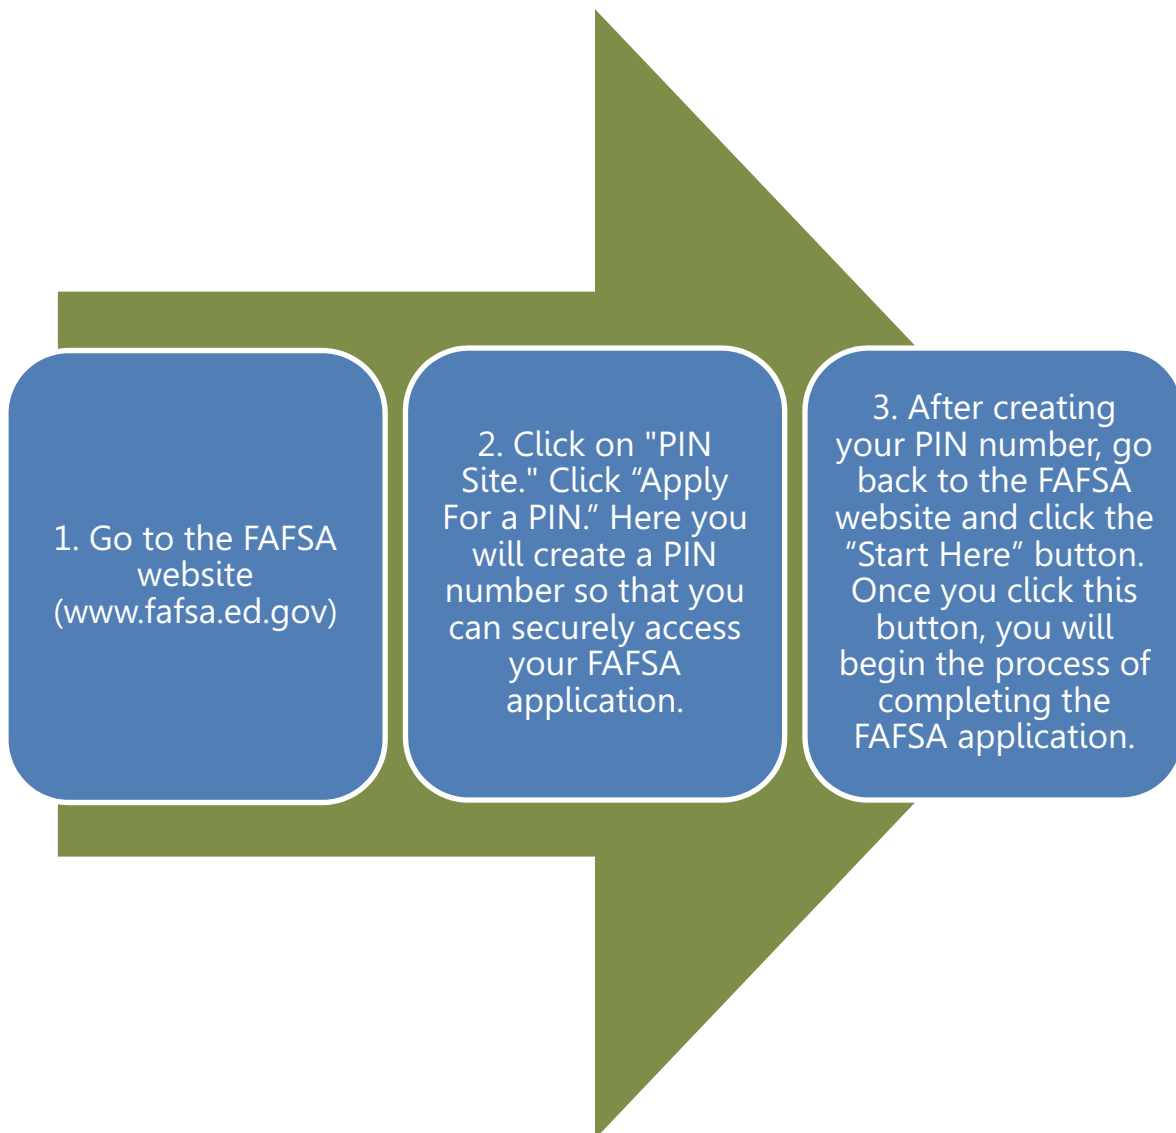 1. Go to the FAFSA
website
(www.fafsa.ed.gov)
2. Click on "PIN
Site." Click “Apply
For a PIN.” Here you
will create a PIN
number so that you
can securely access
your FAFSA
application.
3. After creating
your PIN number, go
back to the FAFSA
website and click the
“Start Here” button.
Once you click this
button, you will
begin the process of
completing the
FAFSA application.